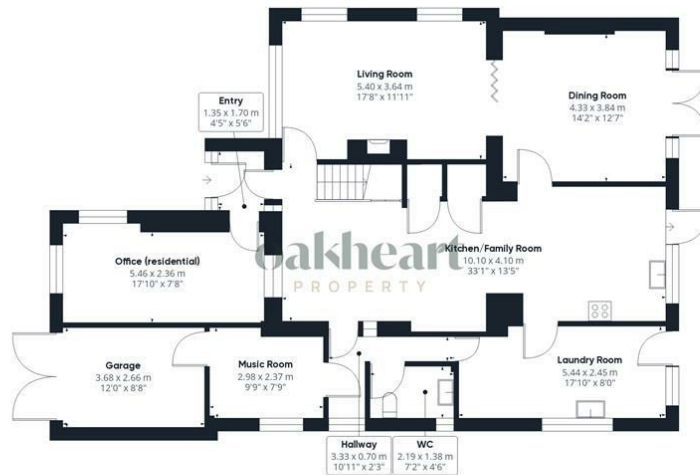 Living Room
5.40 x 3.64 m
17'8" x 11'11"
Dining Room
4.33 x 3.84 m
14'2" x 12'7"
Entry
1.35 x 1.70 m
4'5" x 5'6"
Office (residential)
5.46 x 2.36 m
17'10" x 7'8"
oakheart
PROPERTY
Kitchen/Family Room
10.10 x 4.10 m
33'1" x 13'5"
Garage
3.68 x 2.66 m
12'0" x 8'8"
Music Room
2.98 x 2.37 m
9'9" x 7'9"
Laundry Room
5.44 x 2.45 m
17'10" x 8'0"
Hallway
3.33 x 0.70 m
10'11" x 2'3"
WC
2.19 x 1.38 m
7'2" x 4'6"